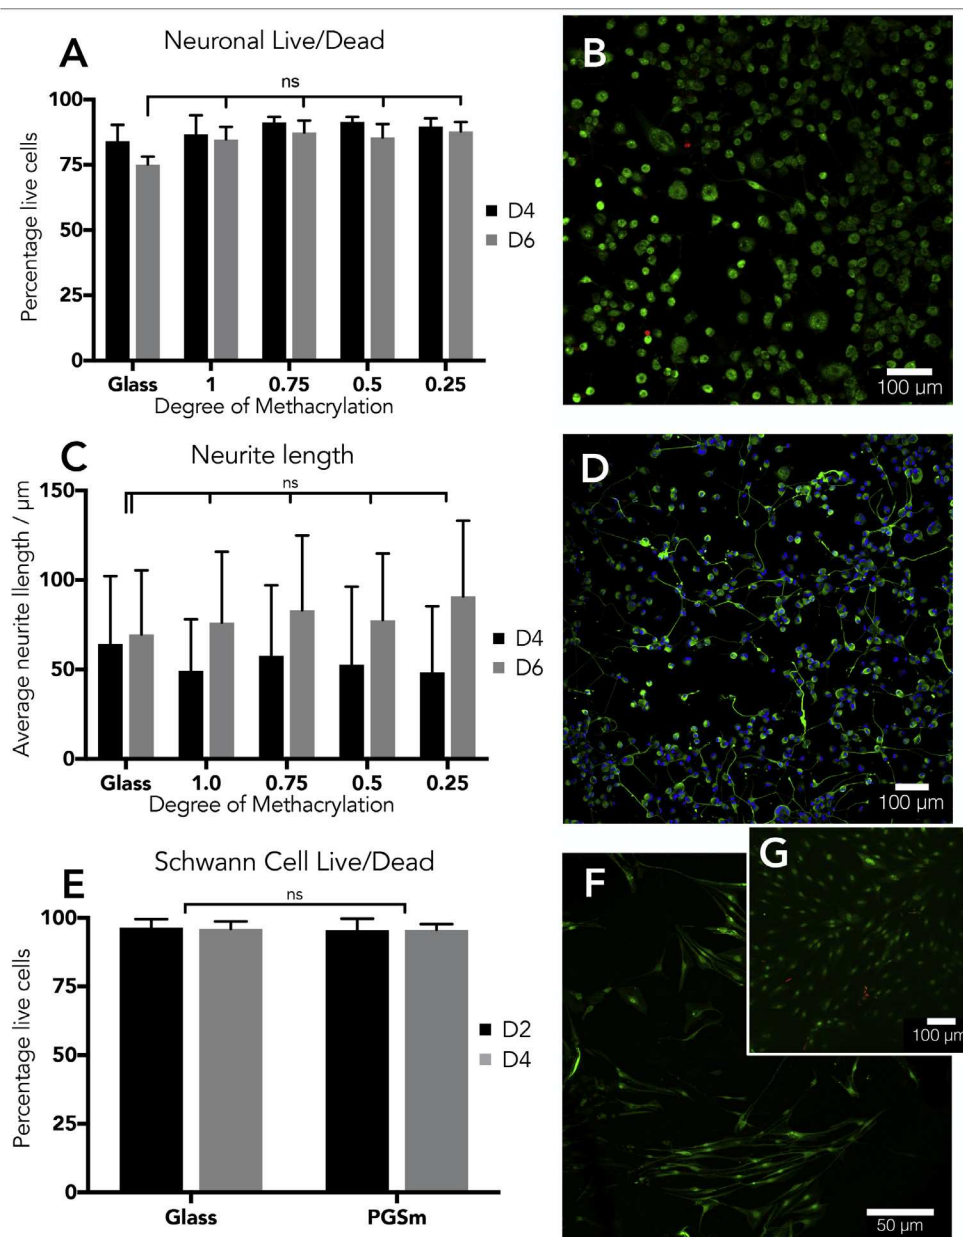 A
Neuronal Live/Dead
ns
100
75
50
25
0
Percentage live cells
Glass 1 0.75 0.5 0.25
Degree of Methacrylation
D4
D6
B
100 µm
C
Neurite length
ns
150
100
50
0
Average neurite llength / µm
Glass 1.0 0.75 0.5 0.25
Degree of Methacrylation
D4
D6
D
100 µm
E
Schwann Cell Live/Dead
ns
100
75
50
25
0
Percentage live cells
Glass PGSm
D2
D4
F
50 µm
G
100 µm